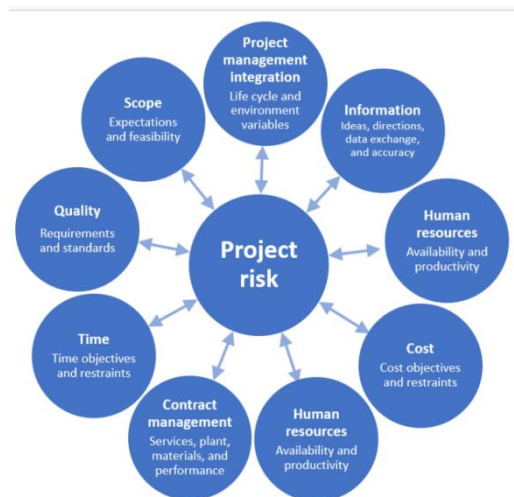 Project
management
integration
Life cycle and
environment
variables
Information
Ideas, directions,
data exchange,
and accuracy
Human
resources
Availability and
productivity
Cost
Cost objectives
and restraints
Human
resources
Availability and
productivity
Contract
management
Services, plant,
materials, and
performance
Time
Time objectives
and restraints
Quality
Requirements
and standards
Scope
Expectations
and feasibility
Project
risk